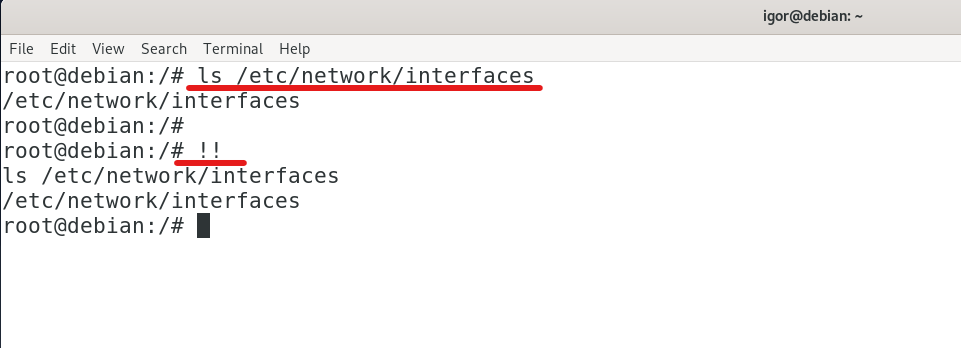 igor@debian: ~
File Edit View Search Terminal Help
root@debian:/# ls /etc/network/interfaces
/etc/network/interfaces
root@debian:/#
root@debian:/# !!
ls /etc/network/interfaces
/etc/network/interfaces
root@debian:/#